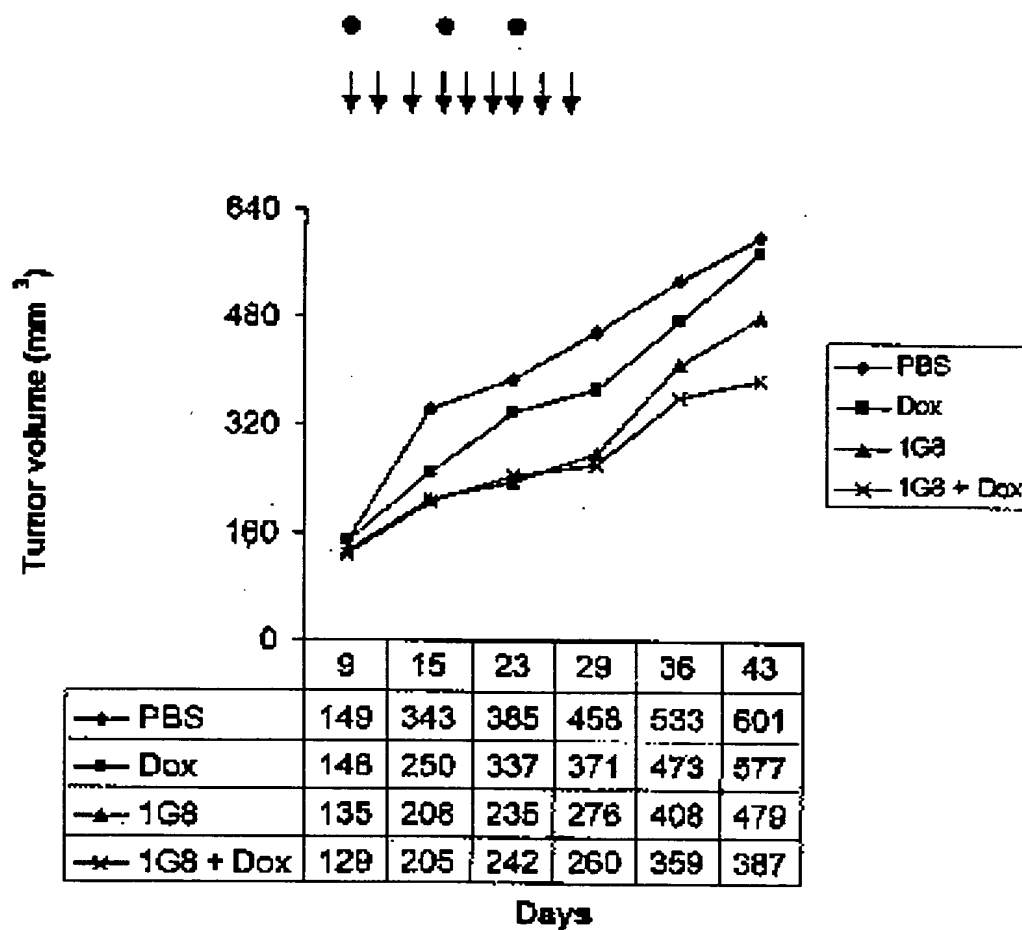 640
480
320
160
0
Tumor volume (mm 3)
PBS
Dox
1G8
1G8 + Dox
9 15 23 29 36 43
PBS 149 343 385 458 533 601
Dox 148 250 337 371 473 577
1G8 135 208 235 276 408 479
1G8 + Dox 129 205 242 260 359 387
Days